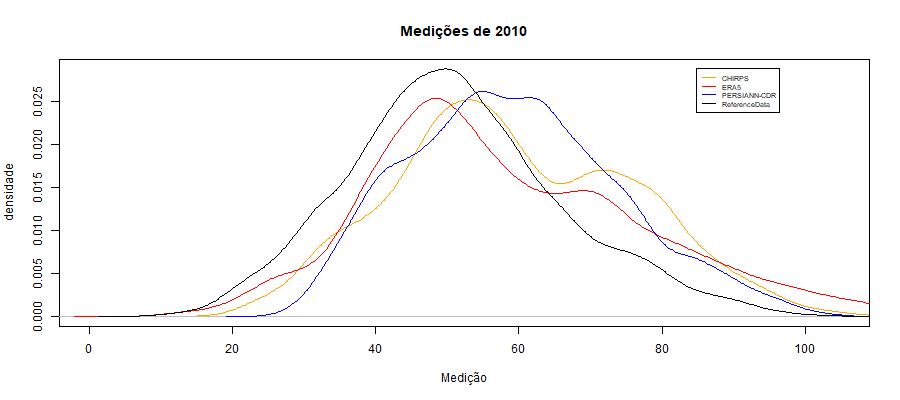 Medições de 2010
CHIRPS
ERA5
PERSIANN-CDR
ReferenceData
densidade
0.025
0.020
0.015
0.010
0.005
0.000
0 20 40 60 80 100
Medição